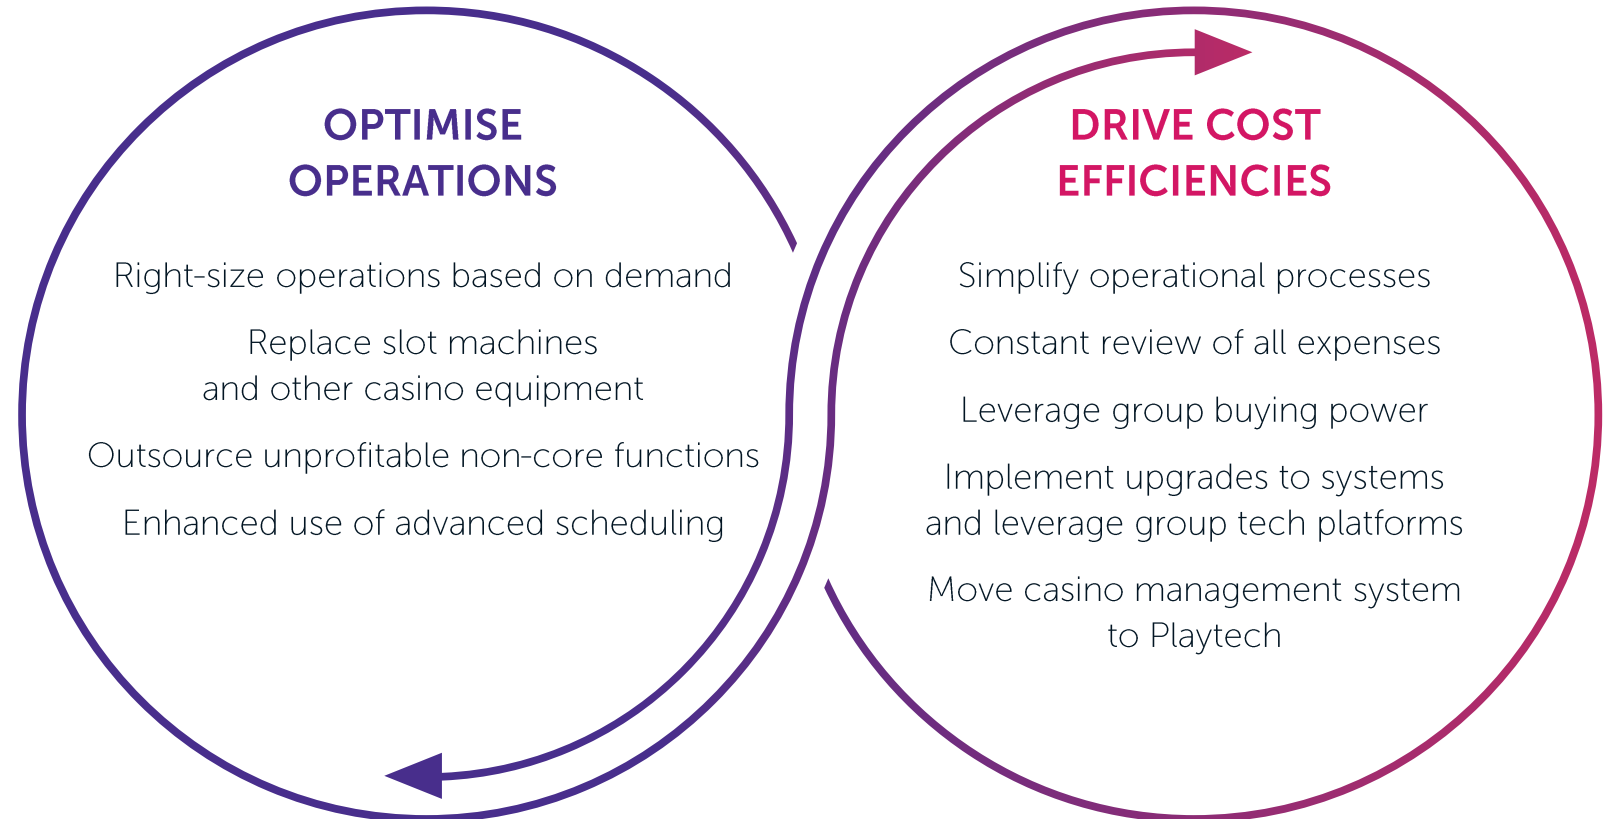 OPTIMISE
OPERATIONS
Right-size operations based on demand
Replace slot machines
and other casino equipment
Outsource unprofitable non-core functions
Enhanced use of advanced scheduling
DRIVE COST
EFFICIENCIES
Simplify operational processes
Constant review of all expenses
Leverage group buying power
Implement upgrades to systems
and leverage group tech platforms
Move casino management system
to Playtech